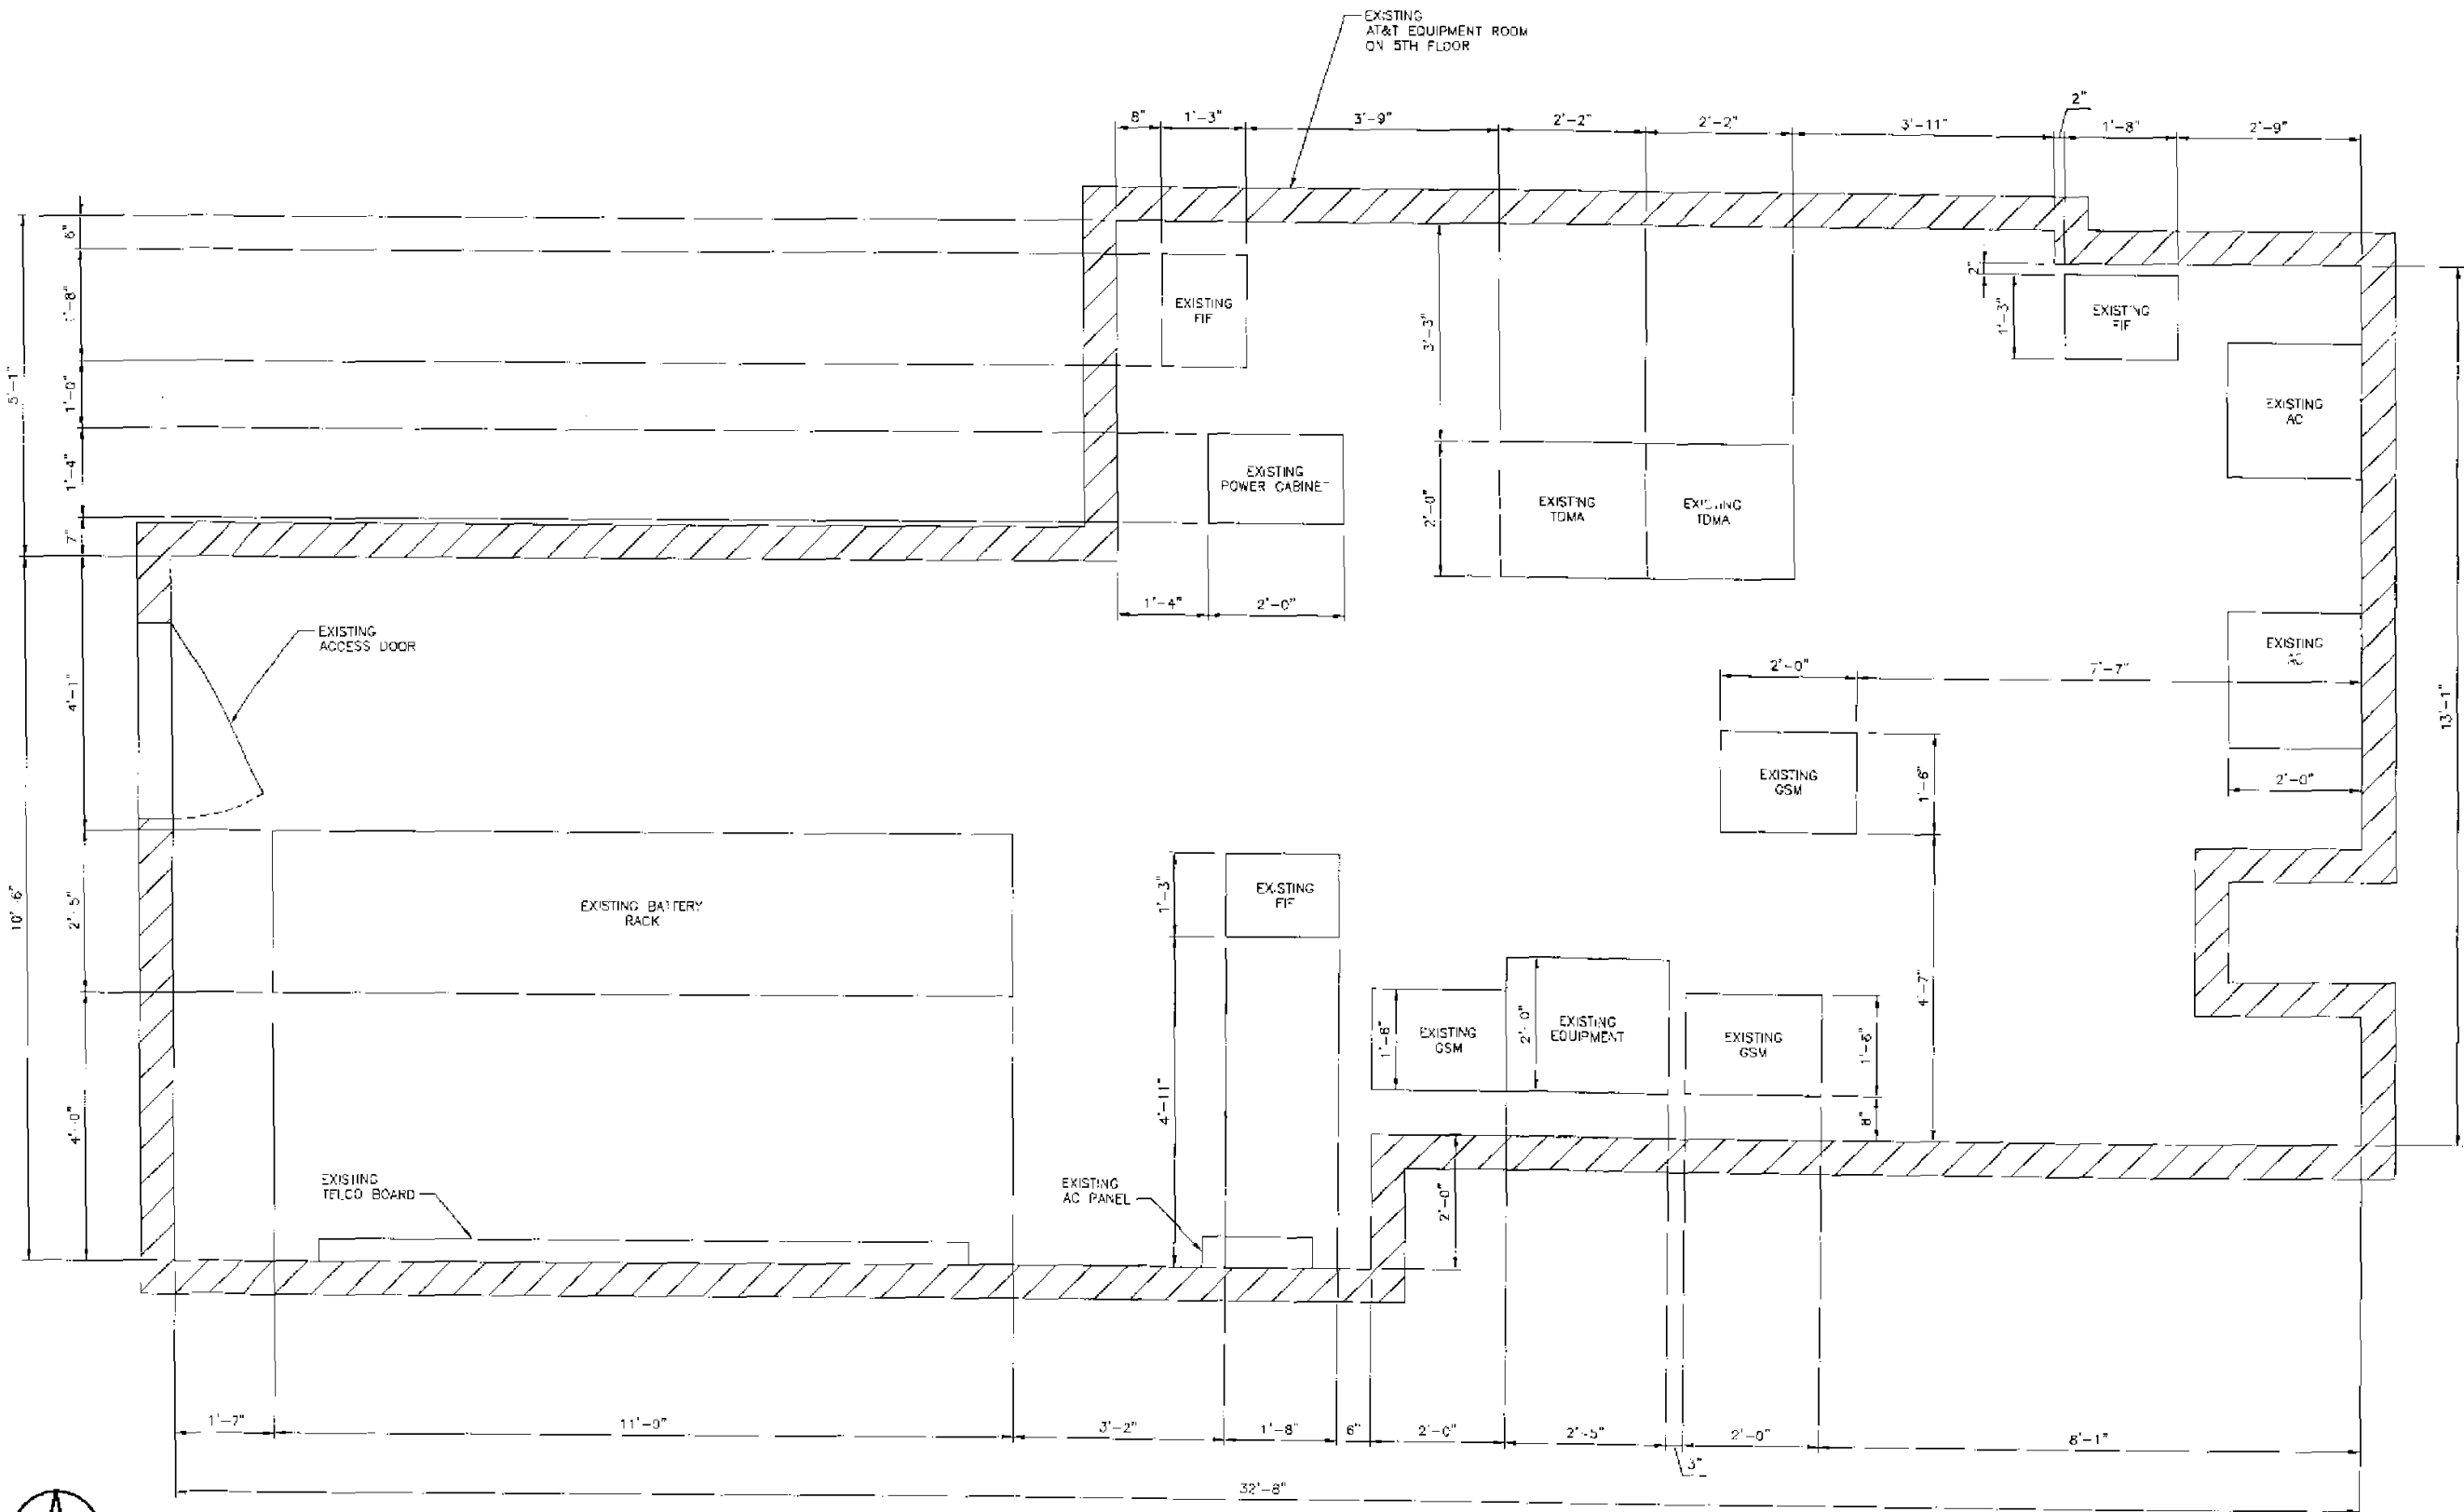 EXISTING
AT&T EQUIPMENT ROOM
ON 5TH FLOOR
2"
8"
1'-3"
3'-9"
2'-2"
2'-2"
3'-11"
1'-8"
2'-9"
6"
1'-8"
1'-0"
1'-4"
7"
5'-1"
EXISTING
FIF
3'-3"
2"
1'-3"
EXISTING
FIF
EXISTING
AC
EXISTING
POWER CABINET
2'-0"
EXISTING
TDMA
EXISTING
TDMA
1'-4"
2'-0"
EXISTING
ACCESS DOOR
4'-1"
EXISTING
AC
2'-0"
7'-7"
13'-1"
EXISTING
GSM
1'-6"
2'-0"
10'-6"
2'-5"
EXISTING BATTERY
RACK
1'-3"
EXISTING
FIF
4'-7"
1'-6"
EXISTING
GSM
2'-0"
EXISTING
EQUIPMENT
EXISTING
GSM
1'-6"
8"
4'-0"
4'-11"
EXISTING
TELCO BOARD
EXISTING
AC PANEL
2'-0"
1'-7"
11'-0"
3'-2"
1'-8"
6"
2'-0"
2'-5"
2'-0"
8'-1"
3"
32'-8"